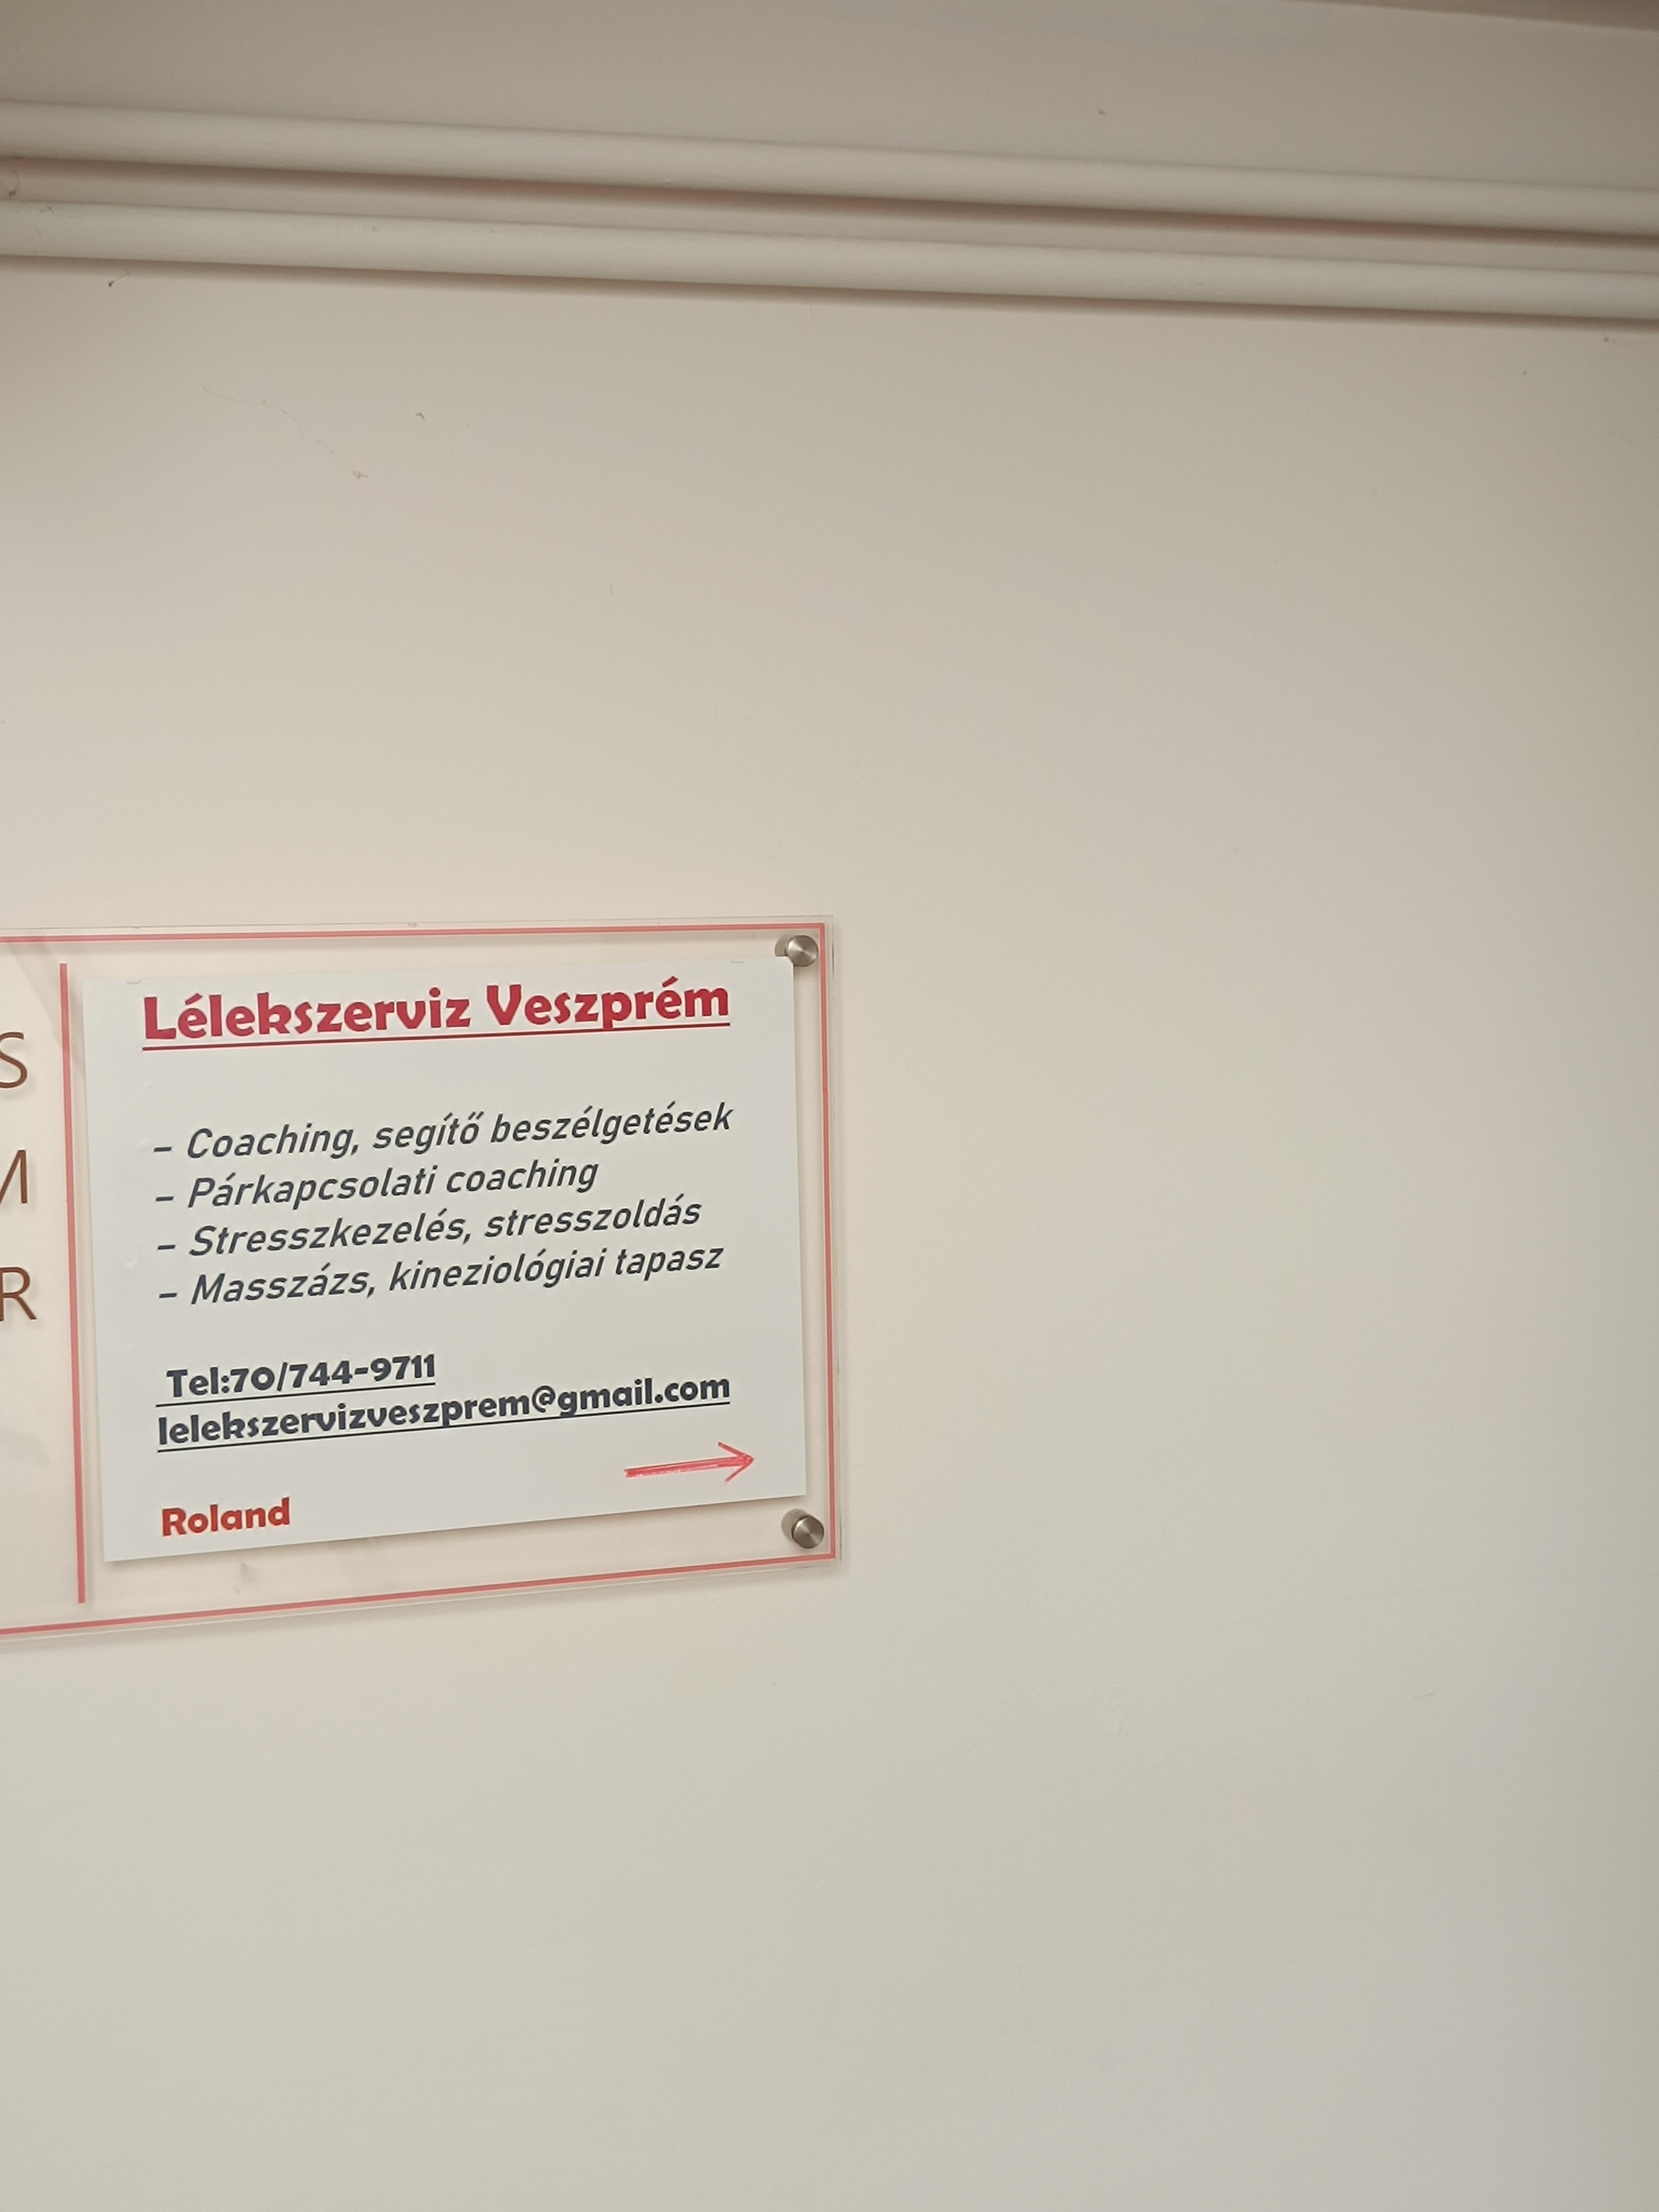 S
M
R
Lélekszerviz Veszprém
– Coaching, segítő beszélgetések
– Párkapcsolati coaching
– Stresszkezelés, stresszoldás
– Masszázs, kineziológiai tapasz
Tel:70/744-9711
lelekszervizveszprem@gmail.com
Roland